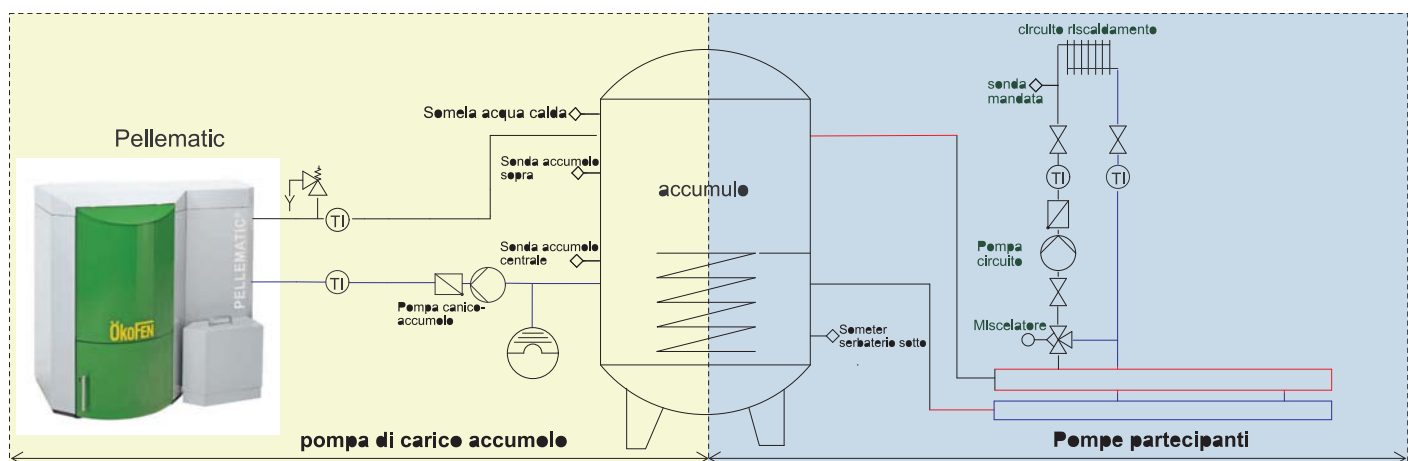 circuito riscaldamento
sonda
mandata
Somela acqua calda
Pellematic
Sonda accumolo
sopra
accumulo
TI
TI
TI
Sonda accumolo
centrale
Pompa
circuito
TI
PELLEMATIC
Pompa canico-
accumolo
ÖkoFEN
Someter
serbaterio sotto
Miscelatore
pompa di carico accumolo
Pompe partecipanti